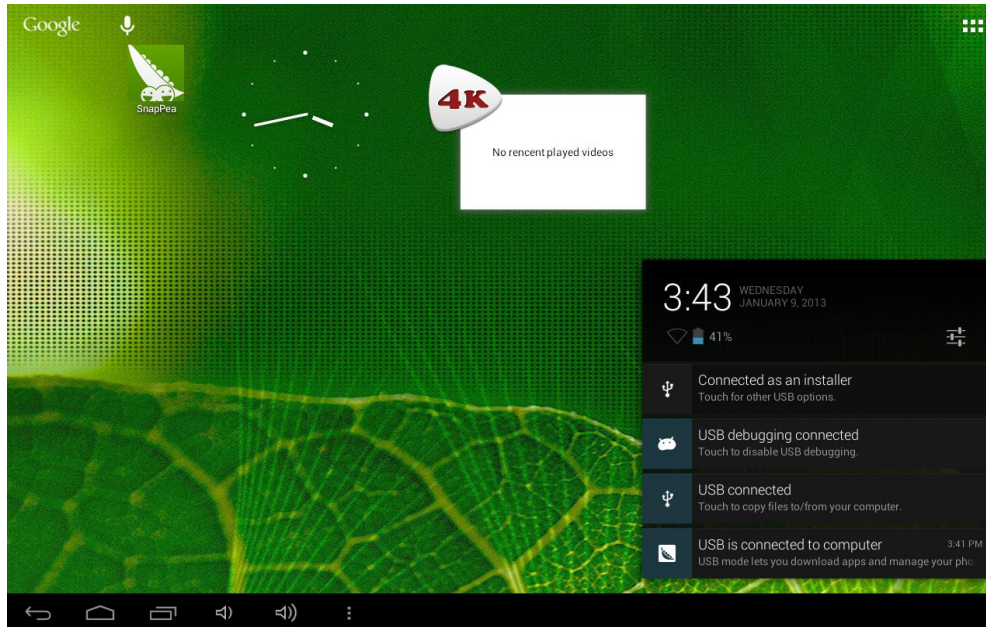 Google
SnapPea
4K
No rencent played videos
3:43
WEDNESDAY
JANUARY 9, 2013
41%
Connected as an installer
Touch for other USB options.
USB debugging connected
Touch to disable USB debugging.
USB connected
Touch to copy files to/from your computer.
USB is connected to computer 3:41 PM
USB mode lets you download apps and manage your pho